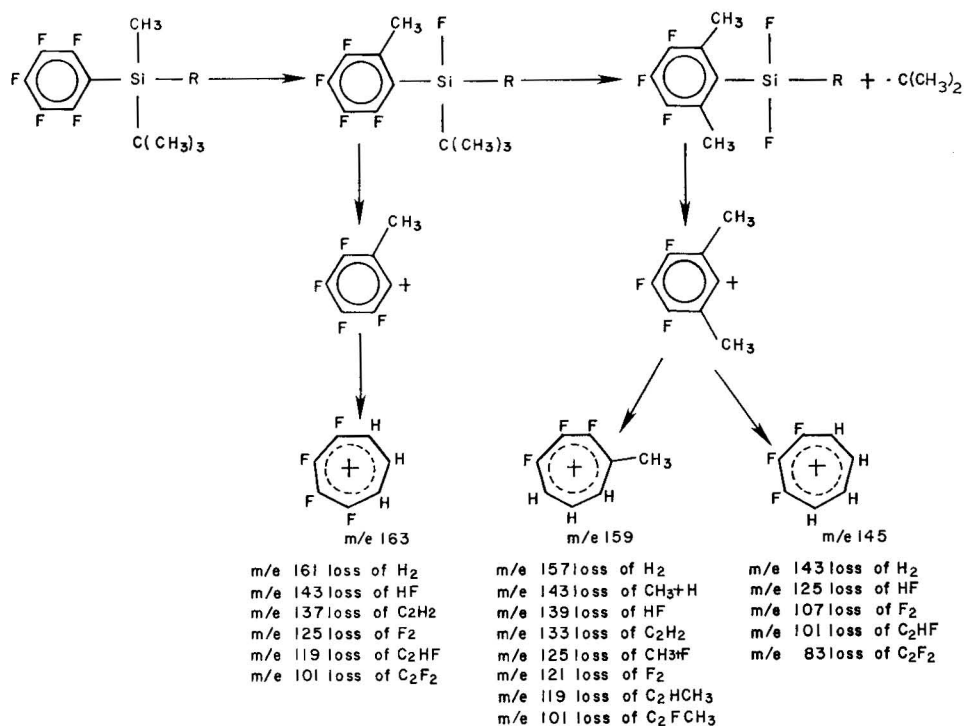 CH3
F
F
F
F
F
Si
R
C(CH3)3
CH3
F
F
F
F
F
Si
R
C(CH3)3
CH3
F
F
F
F
Si
R
F
CH3
+ ·C(CH3)2
CH3
F
F
F
F
+
CH3
F
F
F
+
CH3
F
H
F
+
H
F
F
H
m/e 163
F
F
F
+
CH3
H
H
H
m/e 159
F
H
F
+
H
F
H
H
m/e 145
m/e 161 loss of H2
m/e 143 loss of HF
m/e 137 loss of C2H2
m/e 125 loss of F2
m/e 119 loss of C2HF
m/e 101 loss of C2F2
m/e 157 loss of H2
m/e 143 loss of CH3+H
m/e 139 loss of HF
m/e 133 loss of C2H2
m/e 125 loss of CH3+F
m/e 121 loss of F2
m/e 119 loss of C2HCH3
m/e 101 loss of C2FCH3
m/e 143 loss of H2
m/e 125 loss of HF
m/e 107 loss of F2
m/e 101 loss of C2HF
m/e 83 loss of C2F2